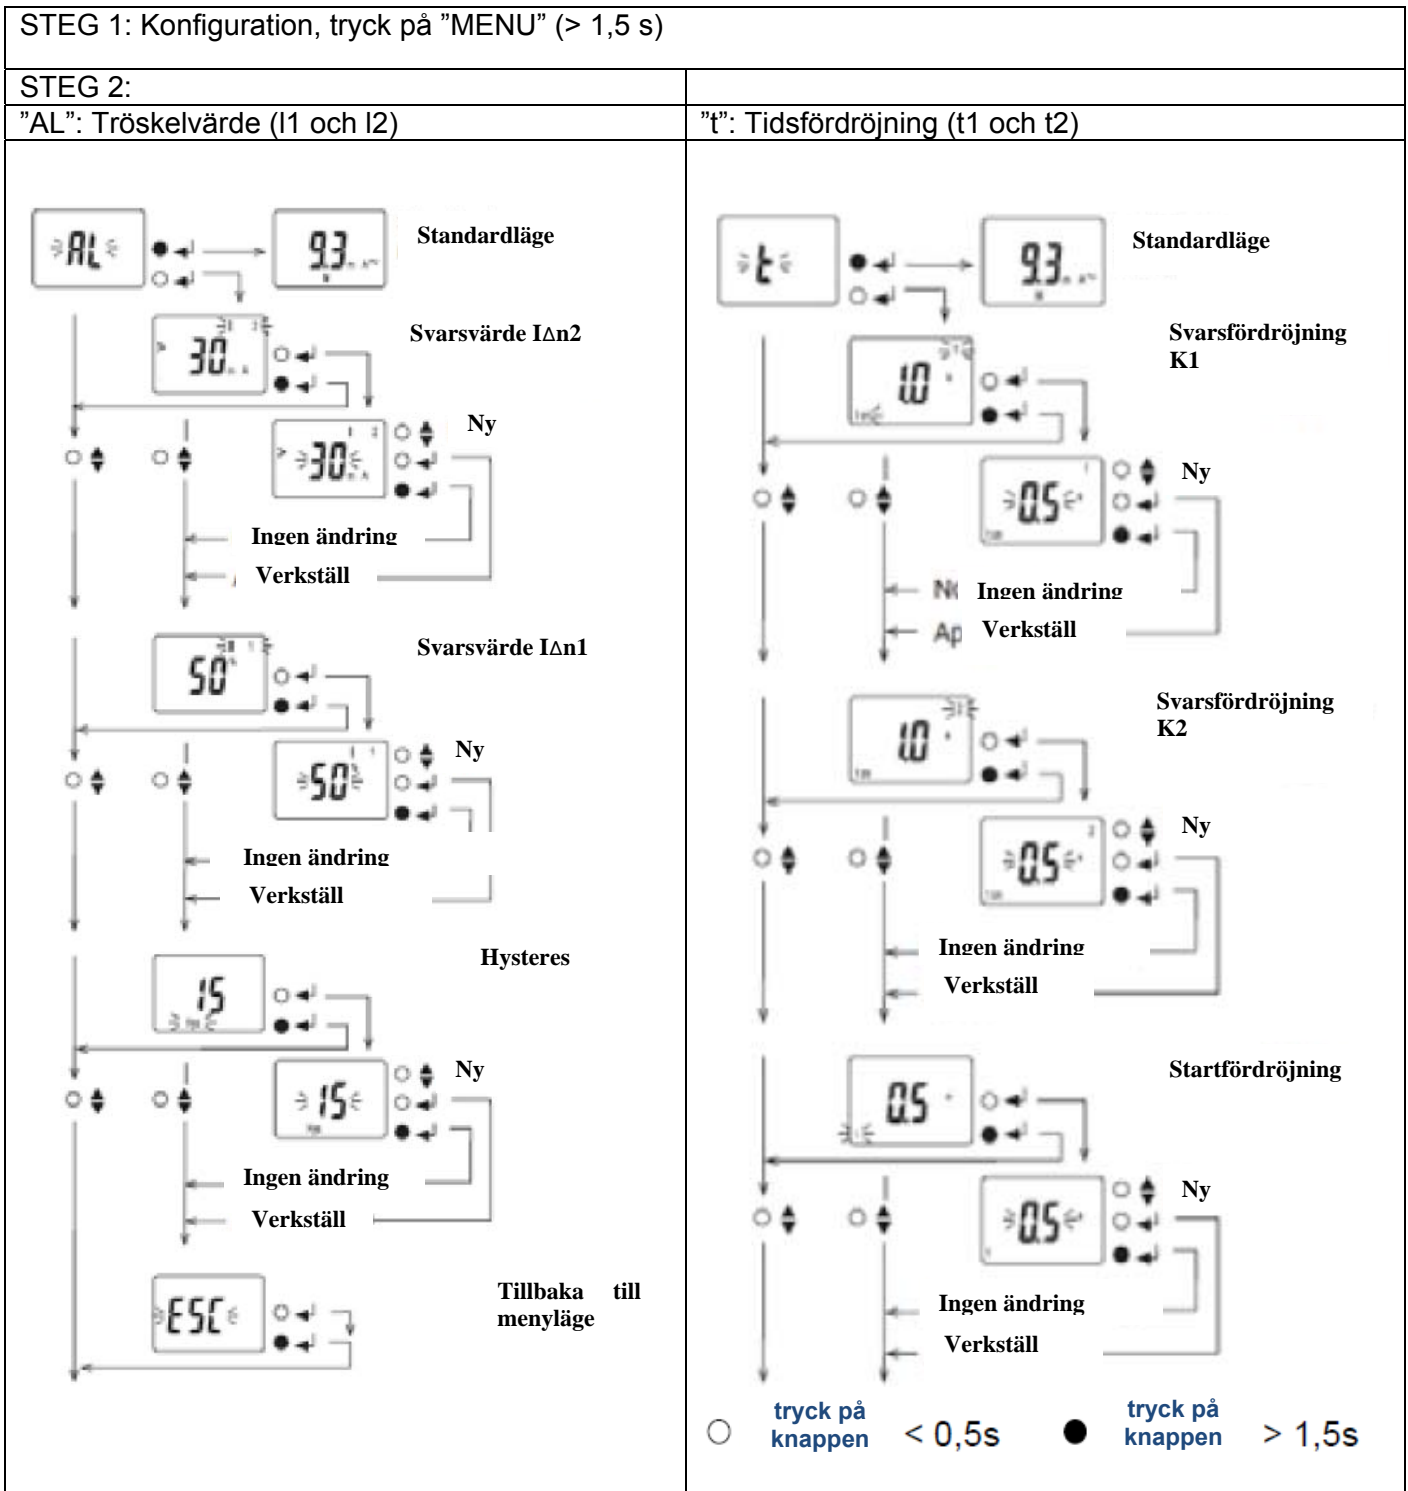 STEG 1: Konfiguration, tryck på ”MENU” (> 1,5 s)
STEG 2:
”AL”: Tröskelvärde (I1 och I2)
AL
9.3
Standardläge
30
Svarsvärde I∆n2
30
Ny
Ingen ändring
Verkställ
50
Svarsvärde I∆n1
50
Ny
Ingen ändring
Verkställ
15
Hysteres
15
Ny
Ingen ändring
Verkställ
ESC
Tillbaka till
menyläge
”t”: Tidsfördröjning (t1 och t2)
t
9.3
Standardläge
1.0
Svarsfördröjning
K1
0.5
Ny
Ingen ändring
Verkställ
1.0
Svarsfördröjning
K2
0.5
Ny
Ingen ändring
Verkställ
0.5
Startfördröjning
0.5
Ny
Ingen ändring
Verkställ
tryck på
knappen < 0,5s
tryck på
knappen > 1,5s